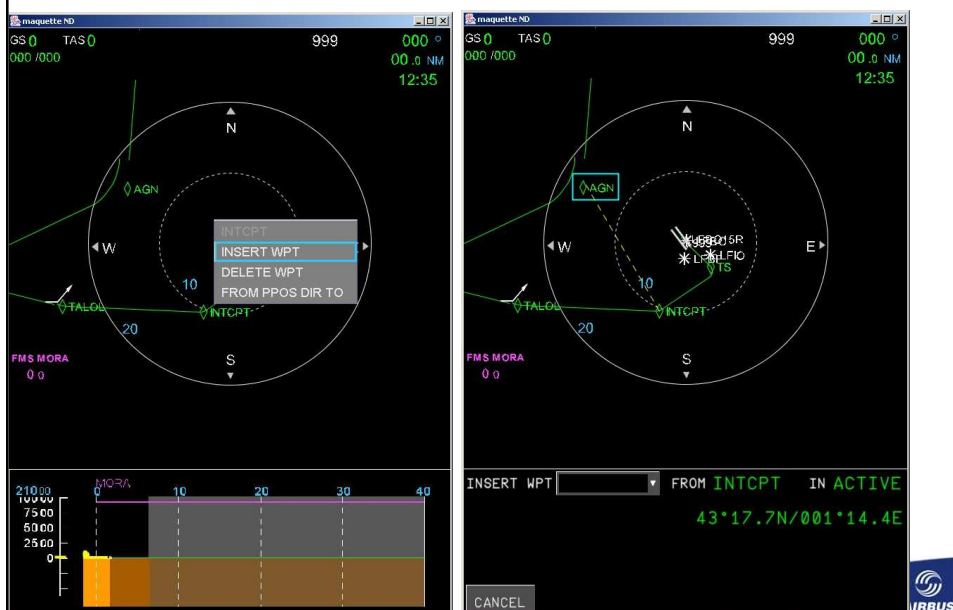 maquette ND
GS 0 TAS 0 999 000 °
000 /000 00 .0 NM
12:35
N
AGN
INTCPT
W
INSERT WPT
DELETE WPT
10
FROM PPOS DIR TO
TALOL
INTCPT
20
FMS MORA
0 0
S
MORA
21000 0 10 20 30 40
7500
5000
2500
0
maquette ND
GS 0 TAS 0 999 000 °
000 /000 00 .0 NM
12:35
N
AGN
W
E
LFIO
TS
10
TALOL
INTCPT
20
FMS MORA
0 0
S
INSERT WPT FROM INTCPT IN ACTIVE
43°17.7N/001°14.4E
CANCEL
AIRBUS